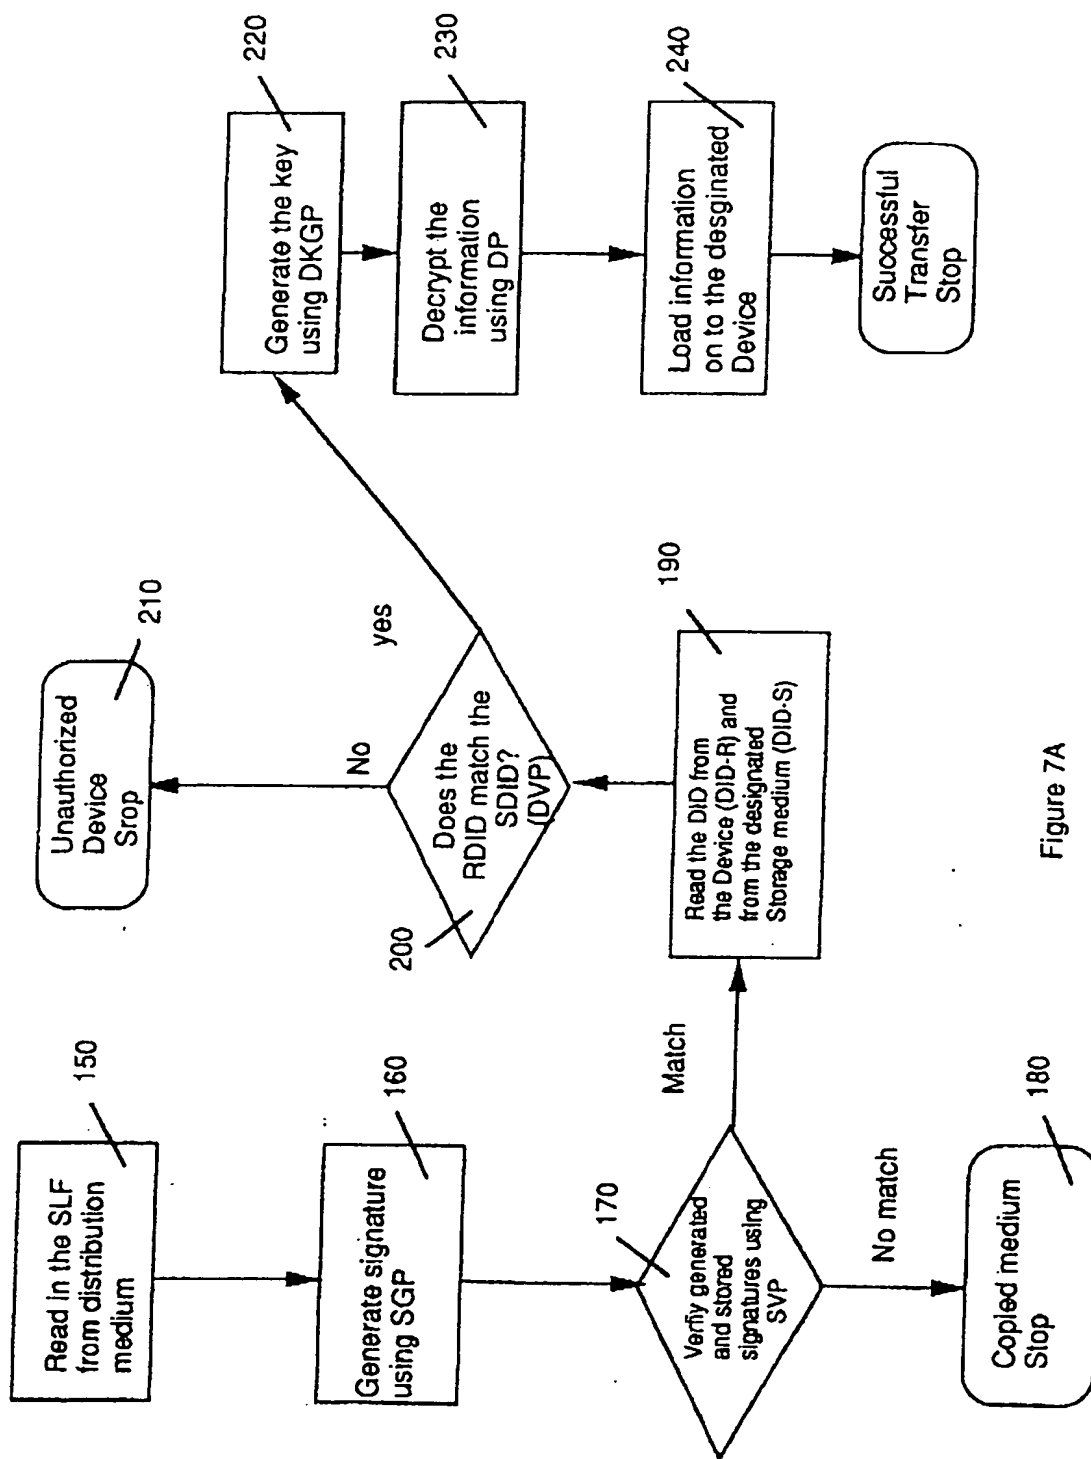 150
Read in the SLF
from distribution
medium
160
Generate signature
using SGP
170
Verfiy generated
and stored
signatures using
SVP
No match
180
Copied medium
Stop
Match
190
Read the DID from
the Device (DID-R) and
from the designated
Storage medium (DID-S)
200
Does the
RDID match the
SDID?
(DVP)
No
210
Unauthorized
Device
Srop
yes
220
Generate the key
using DKGP
230
Decrypt the
information
using DP
240
Load information
on to the desginated
Device
Successful
Transfer
Stop
Figure 7A